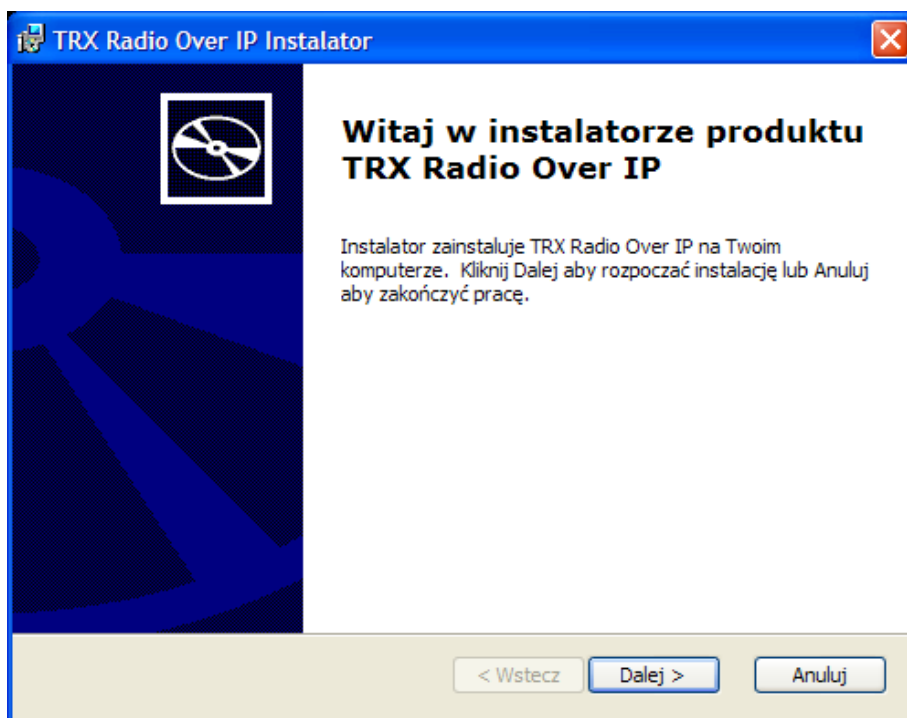 TRX Radio Over IP Instalator
Witaj w instalatorze produktu
TRX Radio Over IP
Instalator zainstaluje TRX Radio Over IP na Twoim
komputerze.  Kliknij Dalej aby rozpoczać instalację lub Anuluj
aby zakończyć pracę.
< Wstecz
Dalej >
Anuluj